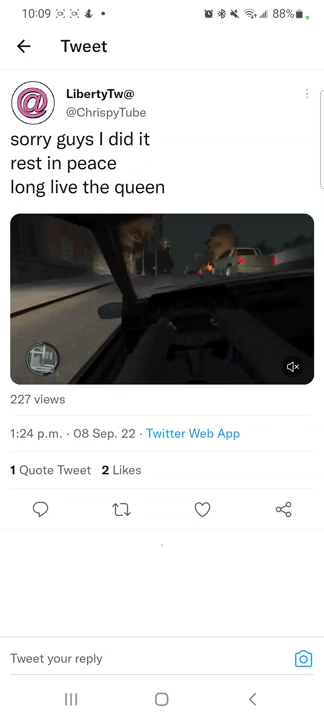 10:09
88%
Tweet
LibertyTw@
@ChrispyTube
sorry guys I did it
rest in peace
long live the queen
227 views
1:24 p.m. · 08 Sep. 22 · Twitter Web App
1 Quote Tweet 2 Likes
Tweet your reply